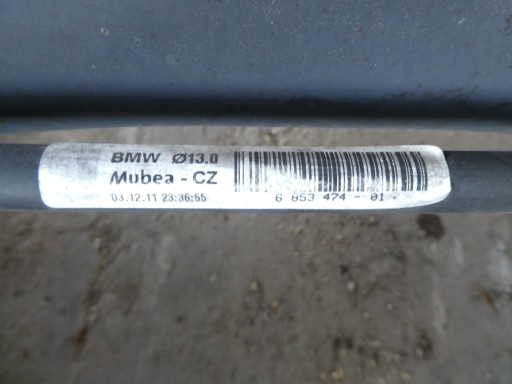 BMW Ø13.0
Mubea - CZ
03.12.11 23:36:55
6 853 474 - 01